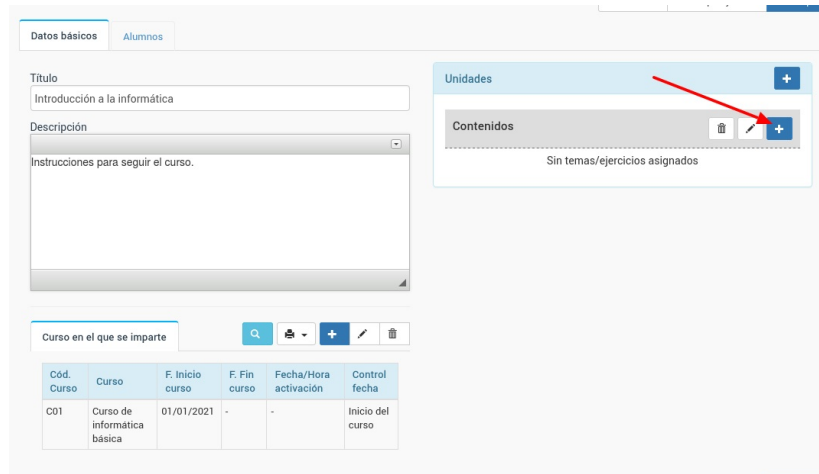 Datos básicos
Alumnos
Título
Introducción a la informática
Descripción
Instrucciones para seguir el curso.
Curso en el que se imparte
Cód. Curso
Curso
F. Inicio curso
F. Fin curso
Fecha/Hora activación
Control fecha
C01
Curso de informática básica
01/01/2021
-
-
Inicio del curso
Unidades
Contenidos
Sin temas/ejercicios asignados